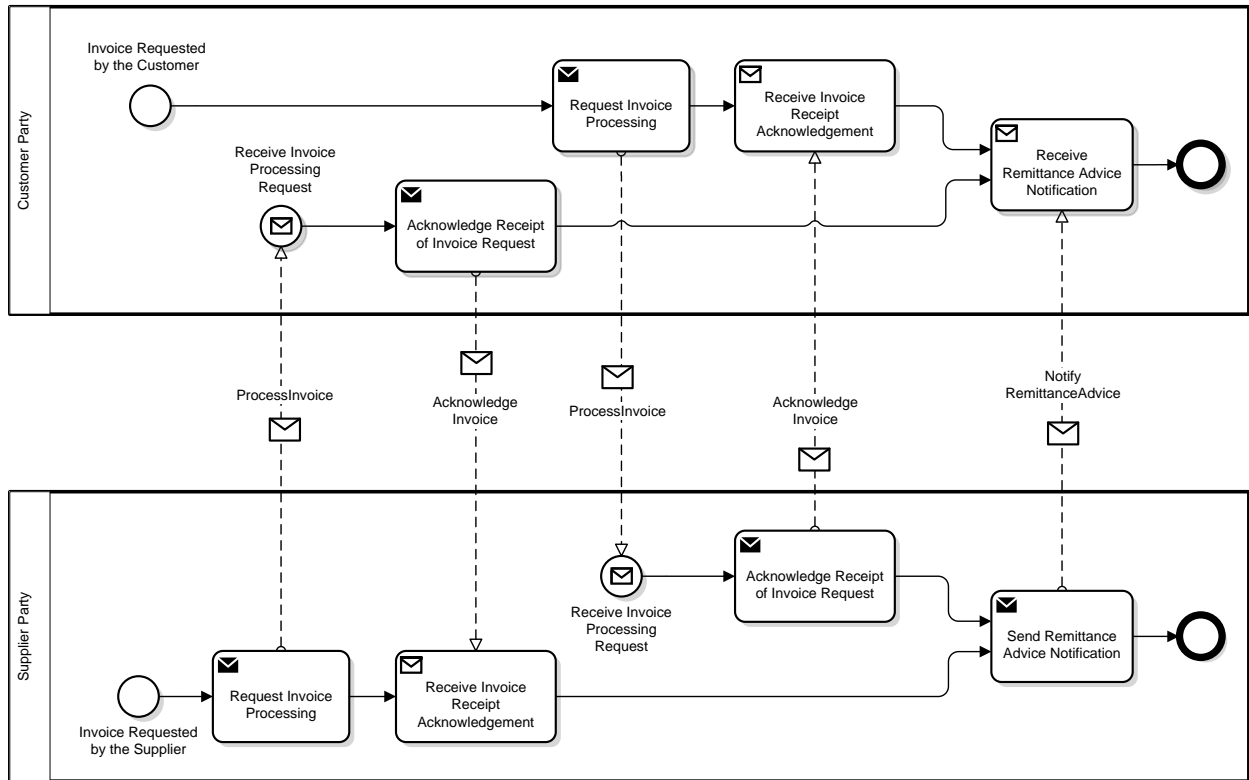 Customer Party
Invoice Requested
by the Customer
Request Invoice
Processing
Receive Invoice
Receipt
Acknowledgement
Receive
Remittance Advice
Notification
Receive Invoice
Processing
Request
Acknowledge Receipt
of Invoice Request
ProcessInvoice
Acknowledge
Invoice
ProcessInvoice
Acknowledge
Invoice
Notify
RemittanceAdvice
Supplier Party
Receive Invoice
Processing
Request
Acknowledge Receipt
of Invoice Request
Send Remittance
Advice Notification
Invoice Requested
by the Supplier
Request Invoice
Processing
Receive Invoice
Receipt
Acknowledgement